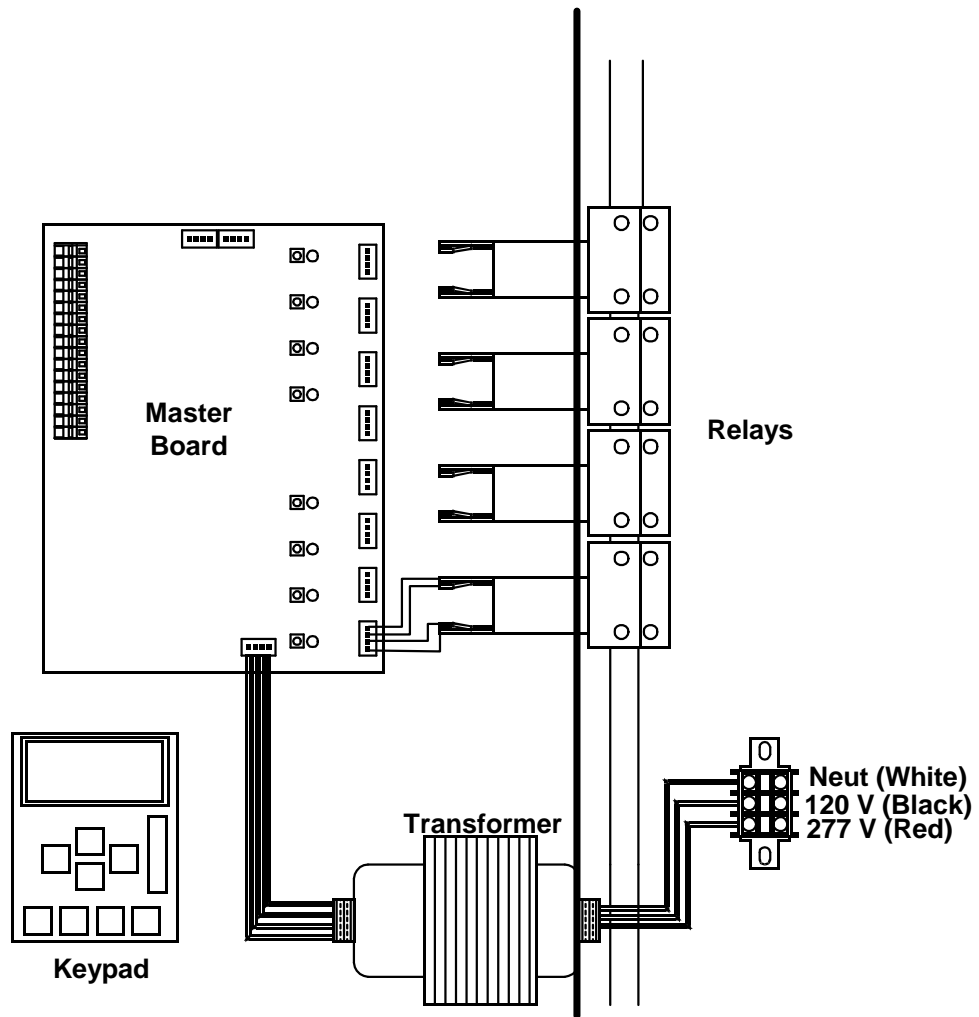 Master
Board
Relays
Neut (White)
120 V (Black)
277 V (Red)
Transformer
Keypad